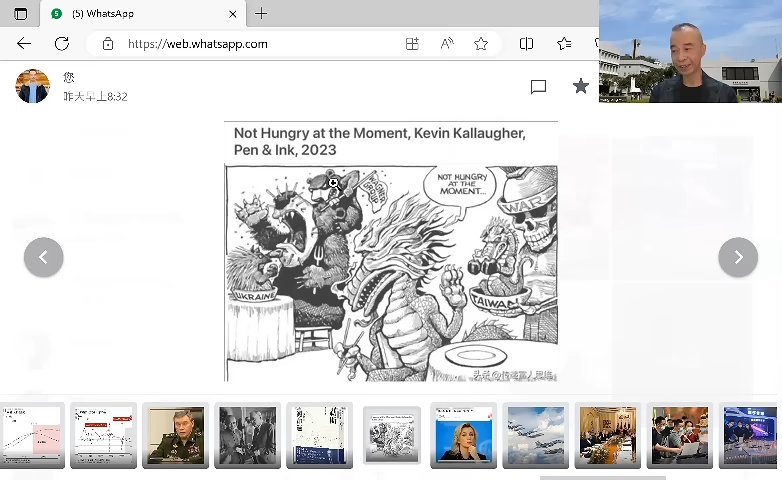 (5) WhatsApp
https://web.whatsapp.com
您
昨天早上8:32
Not Hungry at the Moment, Kevin Kallaugher,
Pen & Ink, 2023
NOT HUNGRY
AT THE
MOMENT...
WAR
UKRAINE
TAIWAN